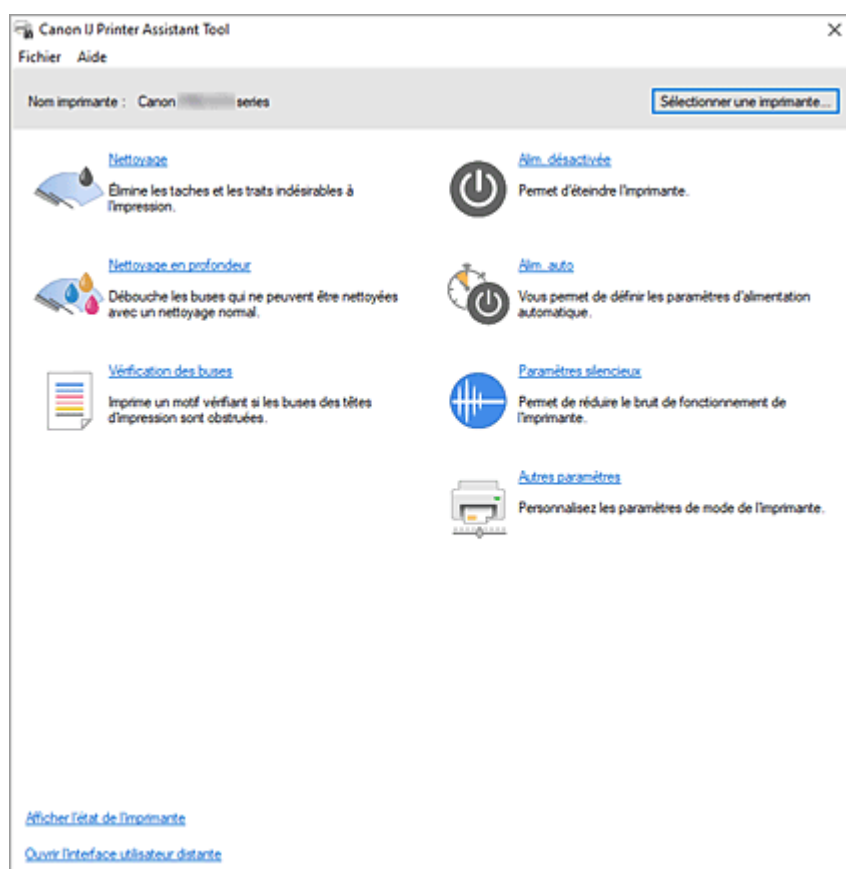 Canon IJ Printer Assistant Tool
Fichier Aide
Nom imprimante : Canon series
Sélectionner une imprimante...
Nettoyage
Élimine les taches et les traits indésirables à
l'impression.
Nettoyage en profondeur
Débouche les buses qui ne peuvent être nettoyées
avec un nettoyage normal.
Vérification des buses
Imprime un motif vérifiant si les buses des têtes
d'impression sont obstruées.
Alim. désactivée
Permet d'éteindre l'imprimante.
Alim. auto
Vous permet de définir les paramètres d'alimentation
automatique.
Paramètres silencieux
Permet de réduire le bruit de fonctionnement de
l'imprimante.
Autres paramètres
Personnalisez les paramètres de mode de l'imprimante.
Afficher l'état de l'imprimante
Ouvrir l'interface utilisateur distante